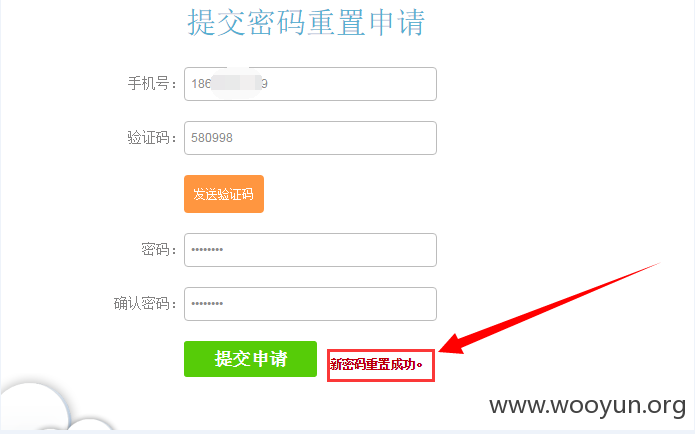 提交密码重置申请
手机号： 186 9
验证码： 580998
发送验证码
密码： ••••••••
确认密码： ••••••••
提交申请 新密码重置成功。
www.wooyun.org